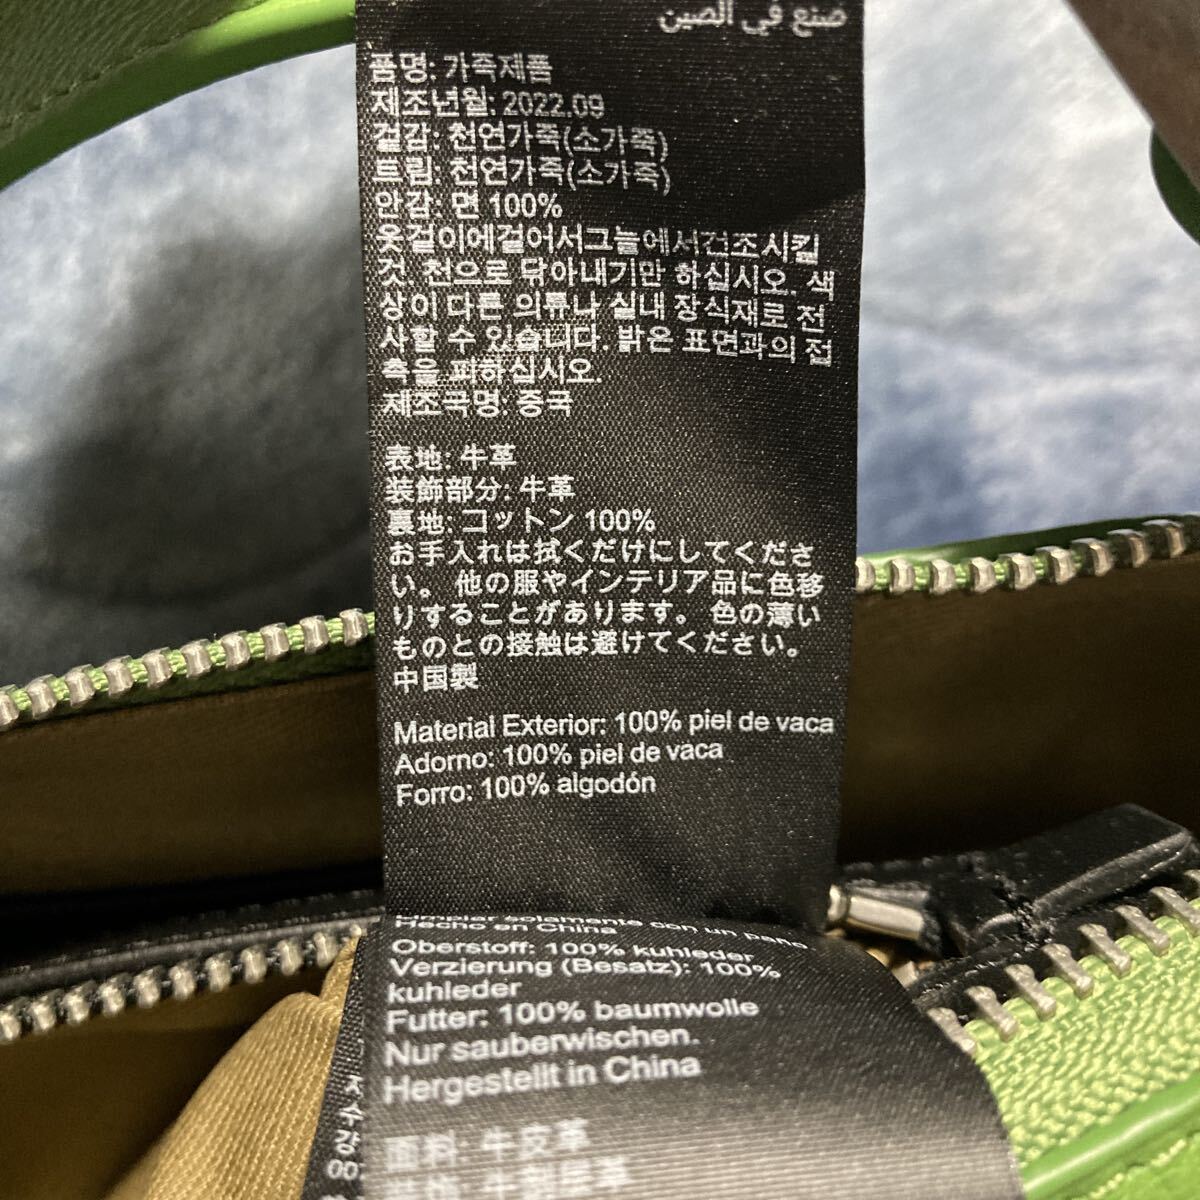 صنع في الصين
품명: 가죽제품
제조년월: 2022.09
겉감: 천연가죽(소가죽)
트림: 천연가죽(소가죽)
안감: 면 100%
옷걸이에걸어서그늘에서건조시킬
것. 천으로 닦아내기만 하십시오. 색
상이 다른 의류나 실내 장식재로 전
사할 수 있습니다. 밝은 표면과의 접
촉을 피하십시오.
제조국명: 중국
表地: 牛革
装飾部分: 牛革
裏地: コットン 100%
お手入れは拭くだけにしてくださ
い。 他の服やインテリア品に色移
りすることがあります。 色の薄い
ものとの接触は避けてください。
中国製
Material Exterior: 100% piel de vaca
Adorno: 100% piel de vaca
Forro: 100% algodón
Limpiar solamente con un paño
Hecho en China
Oberstoff: 100% kuhleder
Verzierung (Besatz): 100%
kuhleder
Futter: 100% baumwolle
Nur sauberwischen.
Hergestellt in China
面料: 牛皮革